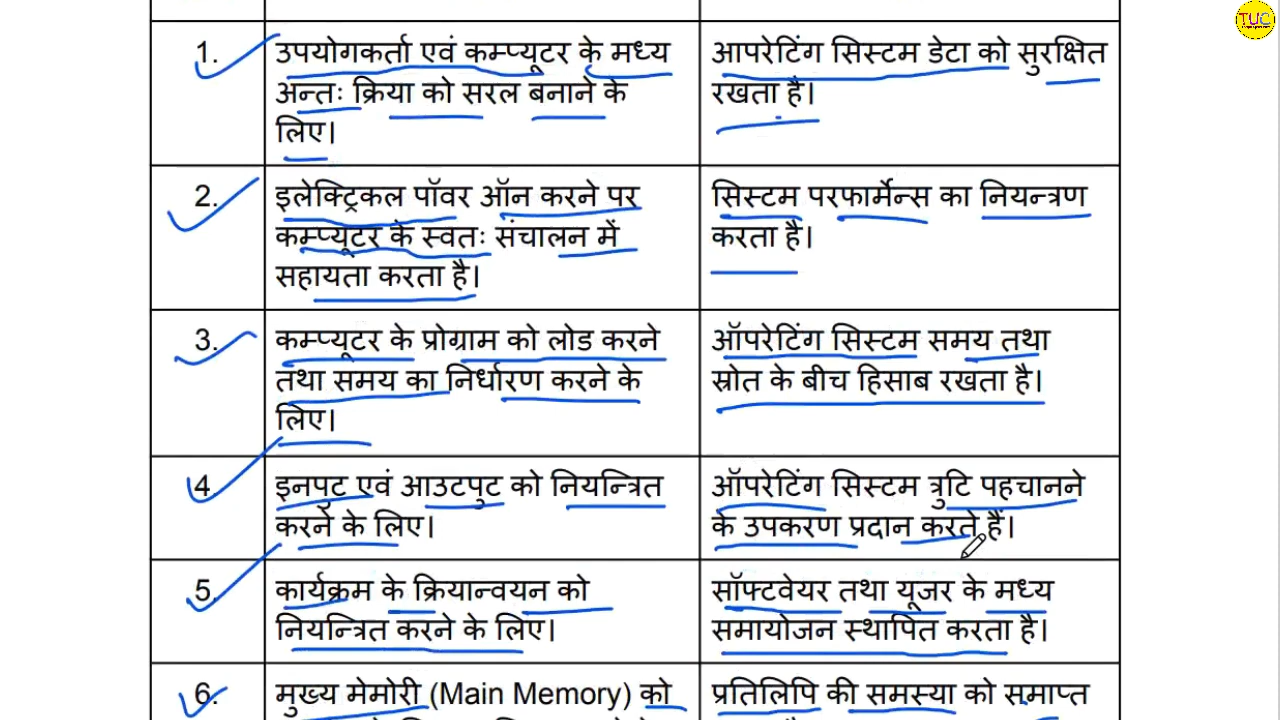 TUC
1.
उपयोगकर्ता एवं कम्प्यूटर के मध्य
अन्तः क्रिया को सरल बनाने के
लिए।
आपरेटिंग सिस्टम डेटा को सुरक्षित
रखता है।
2.
इलेक्ट्रिकल पॉवर ऑन करने पर
कम्प्यूटर के स्वतः संचालन में
सहायता करता है।
सिस्टम परफार्मेन्स का नियन्त्रण
करता है।
3.
कम्प्यूटर के प्रोग्राम को लोड करने
तथा समय का निर्धारण करने के
लिए।
ऑपरेटिंग सिस्टम समय तथा
स्रोत के बीच हिसाब रखता है।
4.
इनपुट एवं आउटपुट को नियन्त्रित
करने के लिए।
ऑपरेटिंग सिस्टम त्रुटि पहचानने
के उपकरण प्रदान करते हैं।
5.
कार्यक्रम के क्रियान्वयन को
नियन्त्रित करने के लिए।
सॉफ्टवेयर तथा यूजर के मध्य
समायोजन स्थापित करता है।
6.
मुख्य मेमोरी (Main Memory) को
प्रतिलिपि की समस्या को समाप्त